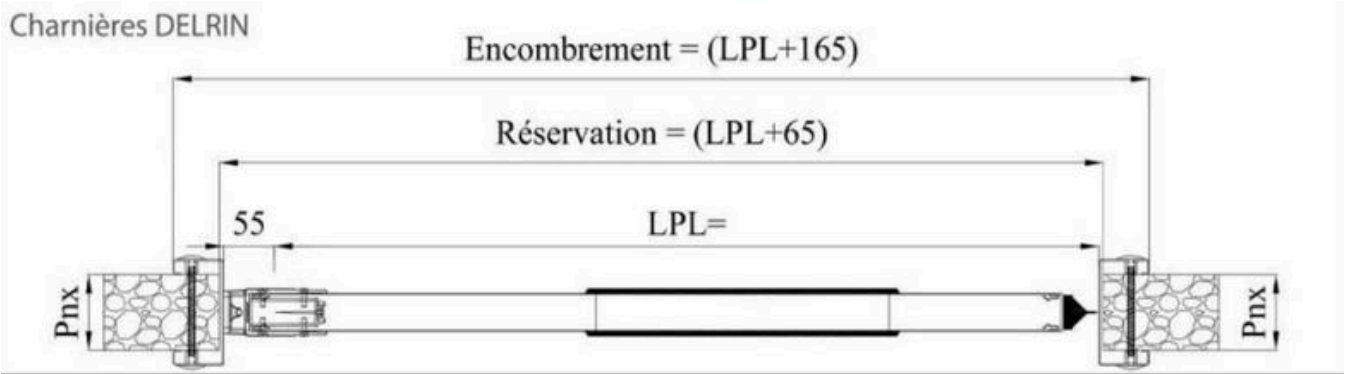 Charnières DELRIN
Encombrement = (LPL+165)
Réservation = (LPL+65)
55
LPL=
Pnx
Pnx